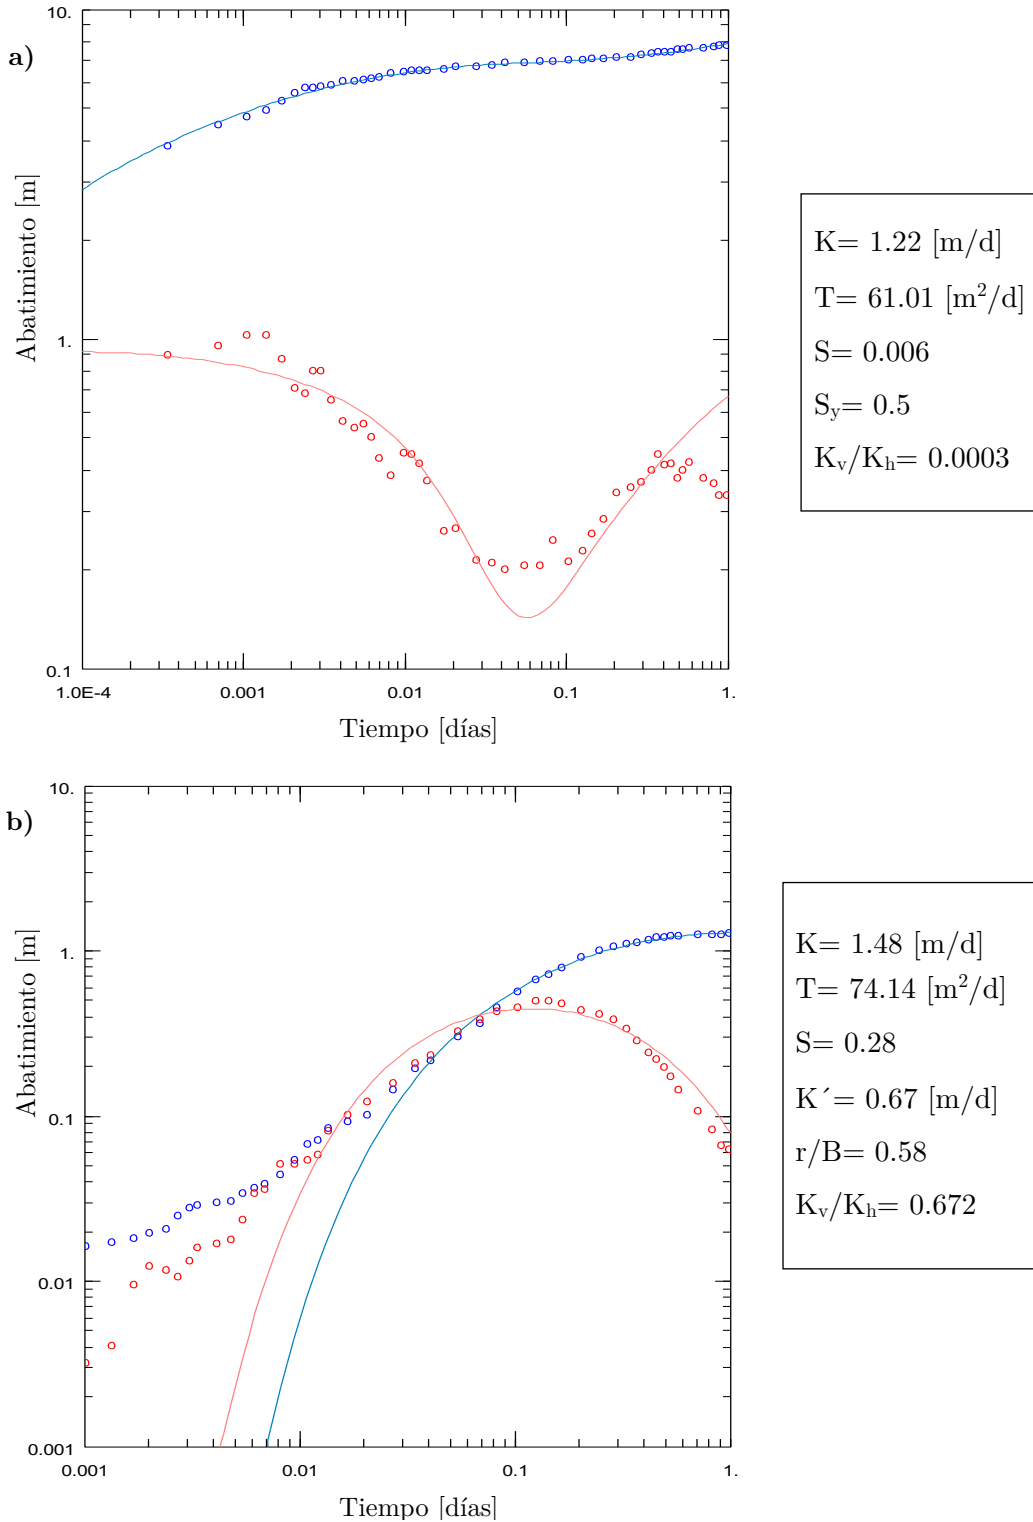 a)
10.
1.
0.1
Abatimiento [m]
1.0E-4
0.001
0.01
0.1
1.
Tiempo [días]
K= 1.22 [m/d]
T= 61.01 [m²/d]
S= 0.006
Sᵧ= 0.5
Kᵥ/Kₕ= 0.0003
b)
10.
1.
0.1
0.01
0.001
Abatimiento [m]
0.001
0.01
0.1
1.
Tiempo [días]
K= 1.48 [m/d]
T= 74.14 [m²/d]
S= 0.28
K´= 0.67 [m/d]
r/B= 0.58
Kᵥ/Kₕ= 0.672